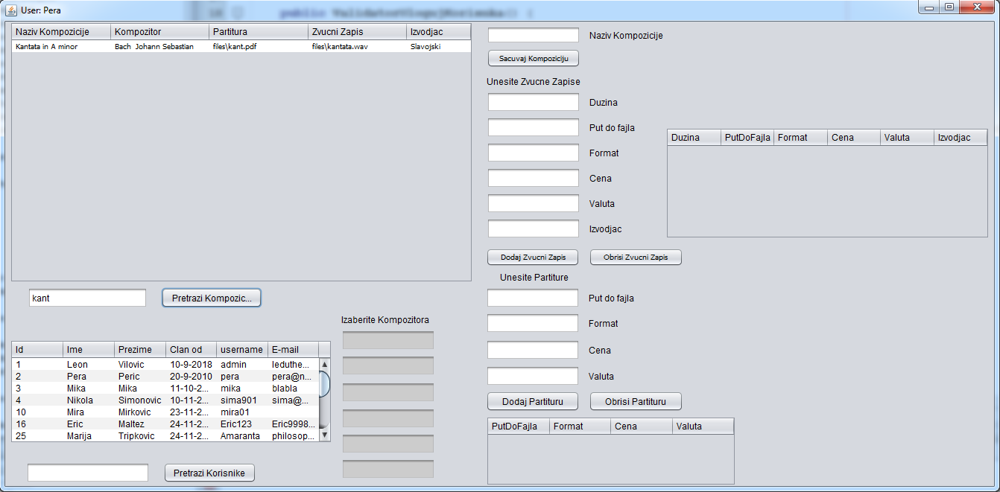 User: Pera
public ValidatorUlogujKorisnka() {
Naziv Kompozicije Kompozitor Partitura Zvucni Zapis Izvodjac
Kantata in A minor Bach Johann Sebastian files\kant.pdf files\kantata.wav Slavojski
kant
Pretrazi Kompozic...
Id Ime Prezime Clan od username E-mail
1 Leon Vilovic 10-9-2018 admin leduthe...
2 Pera Peric 20-9-2010 pera pera@n...
3 Mika Mika 11-10-2... mika blabla
4 Nikola Simonovic 10-11-2... sima901 sima@...
10 Mira Mirkovic 23-11-2... mira01
16 Eric Maltez 24-11-2... Eric123 Eric9998...
25 Marija Tripkovic 24-11-2... Amaranta philosop...
Pretrazi Korisnike
Izaberite Kompozitora
Naziv Kompozicije
Sacuvaj Kompoziciju
Unesite Zvucne Zapise
Duzina
Put do fajla
Format
Cena
Valuta
Izvodjac
Dodaj Zvucni Zapis Obrisi Zvucni Zapis
Duzina PutDoFajla Format Cena Valuta Izvodjac
Unesite Partiture
Put do fajla
Format
Cena
Valuta
Dodaj Partituru Obrisi Partituru
PutDoFajla Format Cena Valuta